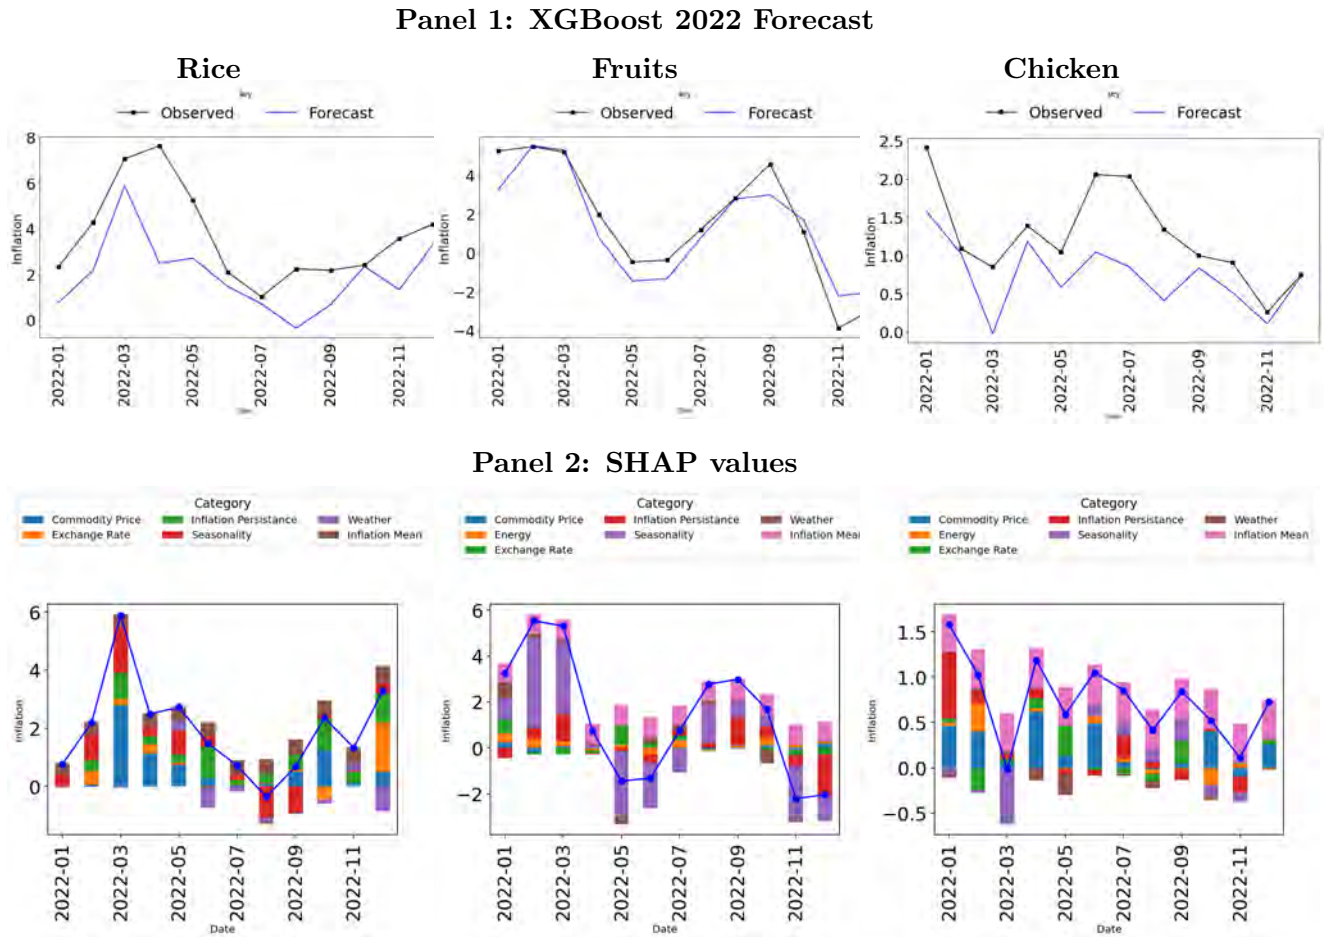 Panel 1: XGBoost 2022 Forecast
Rice
Fruits
Chicken
Observed Forecast
Observed Forecast
Observed Forecast
Inflation
8
6
4
2
0
2022-01
2022-03
2022-05
2022-07
2022-09
2022-11
Inflation
4
2
0
−2
−4
2022-01
2022-03
2022-05
2022-07
2022-09
2022-11
Inflation
2.5
2.0
1.5
1.0
0.5
0.0
2022-01
2022-03
2022-05
2022-07
2022-09
2022-11
Panel 2: SHAP values
Category
Commodity Price Inflation Persistance Weather
Exchange Rate Seasonality Inflation Mean
Category
Commodity Price Inflation Persistance Weather
Energy Seasonality Inflation Mea
Exchange Rate
Category
Commodity Price Inflation Persistance Weather
Energy Seasonality Inflation Mean
Exchange Rate
Inflation
6
4
2
0
2022-01
2022-03
2022-05
2022-07
2022-09
2022-11
Date
Inflation
6
4
2
0
−2
2022-01
2022-03
2022-05
2022-07
2022-09
2022-11
Date
Inflation
1.5
1.0
0.5
0.0
−0.5
2022-01
2022-03
2022-05
2022-07
2022-09
2022-11
Date